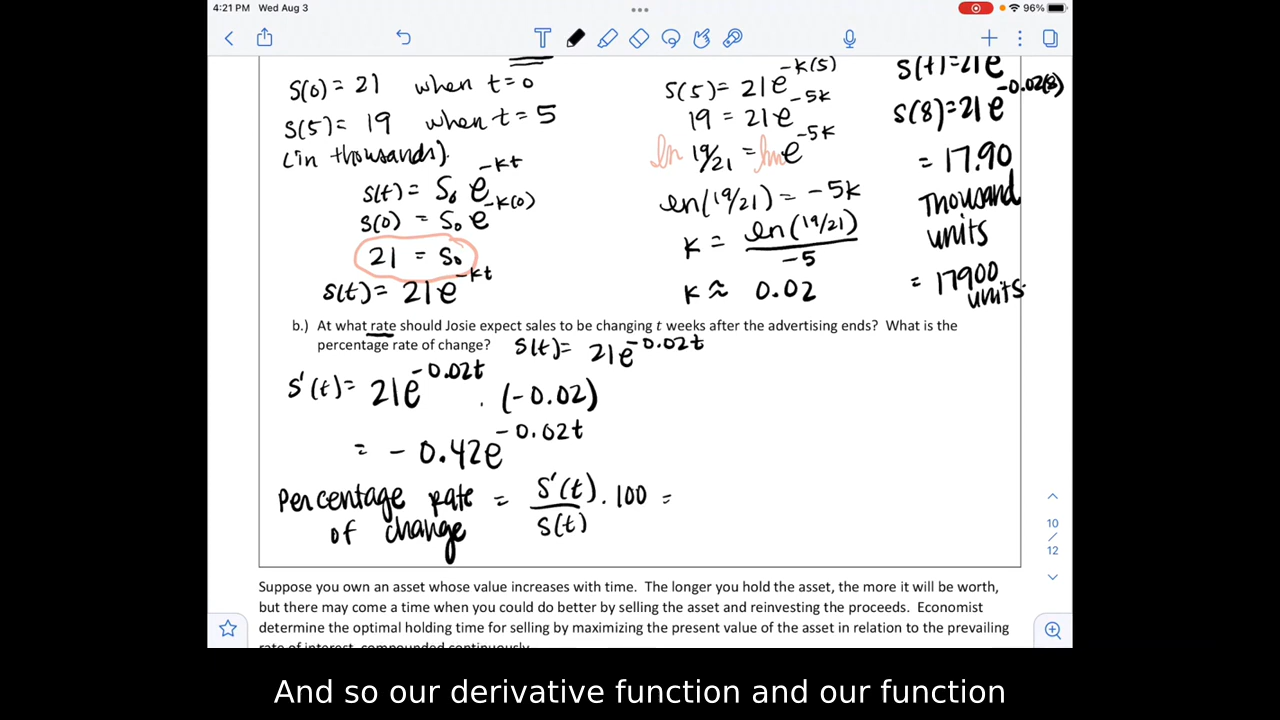 4:21 PM Wed Aug 3
96%
S(0) = 21 when t = 0
S(5) = 19 when t = 5
(in thousands).
S(t) = S₀ e^-kt
S(0) = S₀ e^-k(0)
21 = S₀
S(t) = 21e^-kt
S(5) = 21e^-k(5)
19 = 21e^-5k
ln 19/21 = ln e^-5k
ln(19/21) = -5k
k = ln(19/21) / -5
k ≈ 0.02
S(t) = 21e
S(8) = 21e^-0.02(8)
= 17.90
Thousand
units
= 17900
units.
b.) At what rate should Josie expect sales to be changing t weeks after the advertising ends? What is the
percentage rate of change? S(t) = 21e^-0.02t
S'(t) = 21e^-0.02t · (-0.02)
= -0.42e^-0.02t
Percentage rate of change = S'(t) / S(t) · 100 =
10
/
12
Suppose you own an asset whose value increases with time. The longer you hold the asset, the more it will be worth,
but there may come a time when you could do better by selling the asset and reinvesting the proceeds. Economist
determine the optimal holding time for selling by maximizing the present value of the asset in relation to the prevailing
rate of interest, compounded continuously.
And so our derivative function and our function